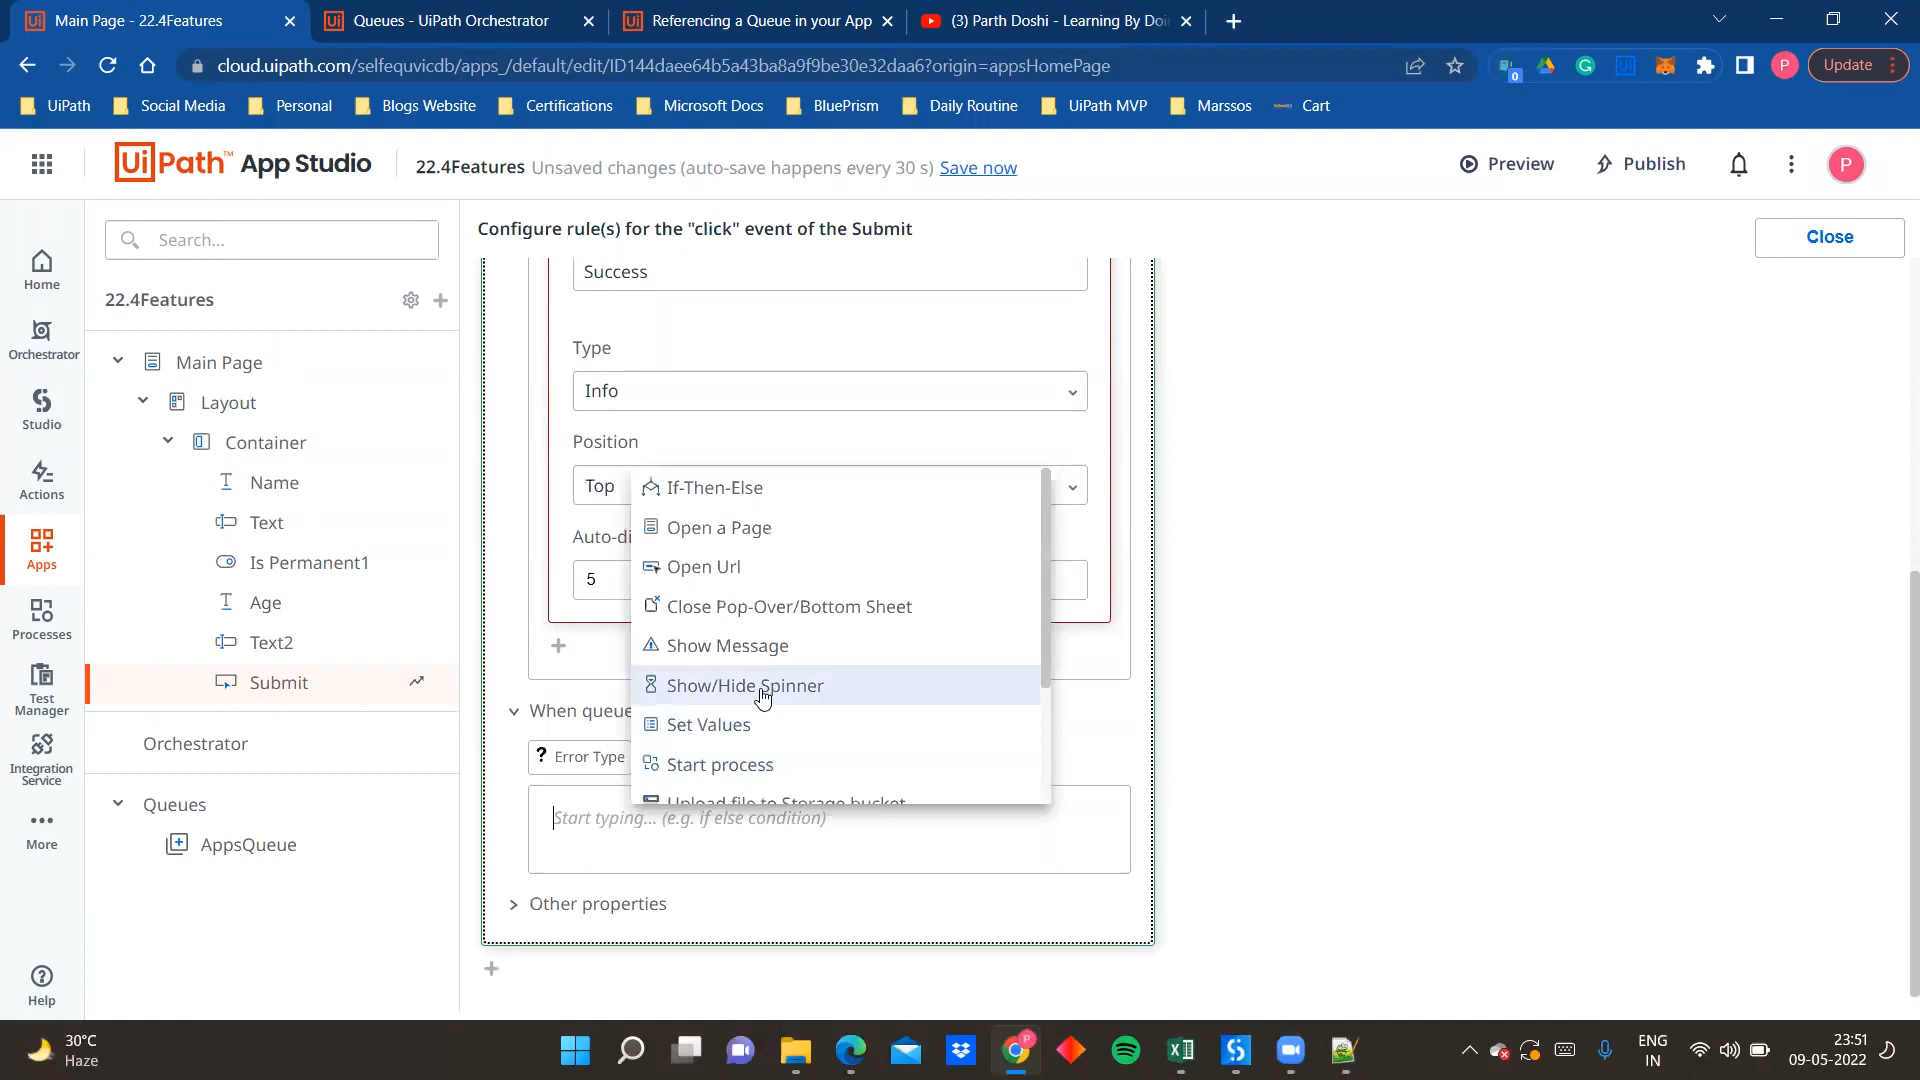 Main Page - 22.4Features
Queues - UiPath Orchestrator
Referencing a Queue in your App
(3) Parth Doshi - Learning By Doi
cloud.uipath.com/selfequvicdb/apps_/default/edit/ID144daee64b5a43ba8a9f9be30e32daa6?origin=appsHomePage
0
P
Update
UiPath
Social Media
Personal
Blogs Website
Certifications
Microsoft Docs
BluePrism
Daily Routine
UiPath MVP
Marssos
Cart
UiPath™ App Studio
22.4Features Unsaved changes (auto-save happens every 30 s) Save now
Preview
Publish
P
Search...
Configure rule(s) for the "click" event of the Submit
Close
Home
Orchestrator
Studio
Actions
Apps
Processes
Test Manager
Integration Service
More
Help
22.4Features
Main Page
Layout
Container
Name
Text
Is Permanent1
Age
Text2
Submit
Orchestrator
Queues
AppsQueue
Success
Type
Info
Position
Top
Auto-di
5
If-Then-Else
Open a Page
Open Url
Close Pop-Over/Bottom Sheet
Show Message
Show/Hide Spinner
Set Values
Start process
Upload file to Storage bucket
When queue
? Error Type
Start typing... (e.g. if else condition)
Other properties
30°C
Haze
P
ENG
IN
23:51
09-05-2022